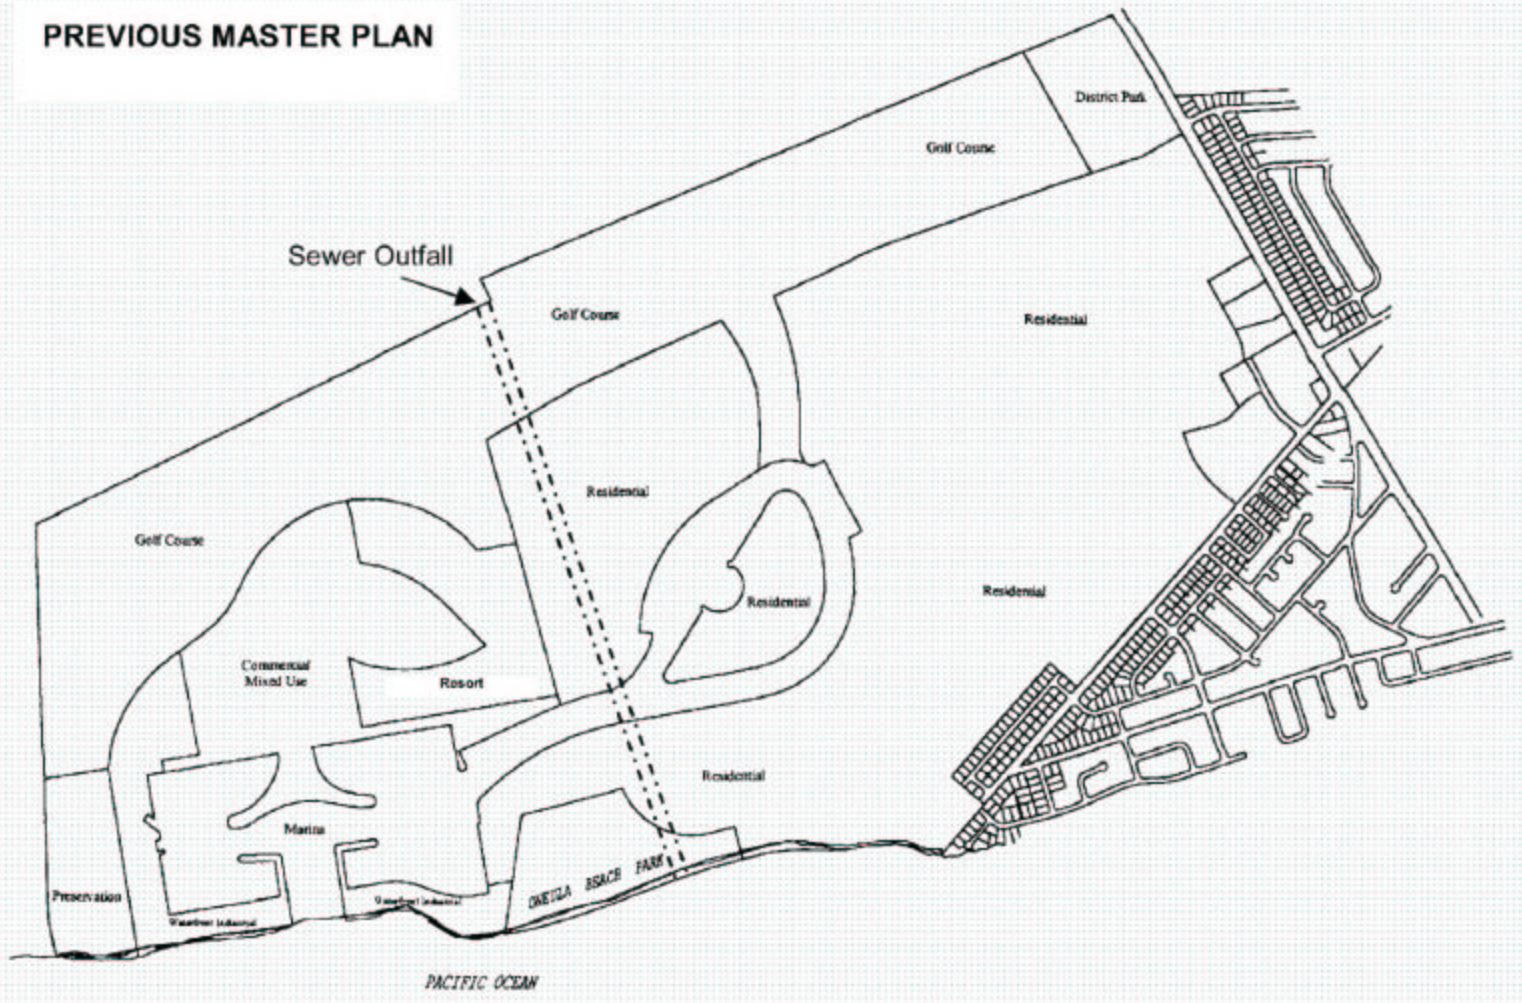 PREVIOUS MASTER PLAN
District Park
Golf Course
Sewer Outfall
Golf Course
Residential
Residential
Golf Course
Residential
Residential
Commercial
Mixed Use
Resort
Residential
Marina
Preservation
Waterfront Industrial
Waterfront Industrial
ONEULA BEACH PARK
PACIFIC OCEAN